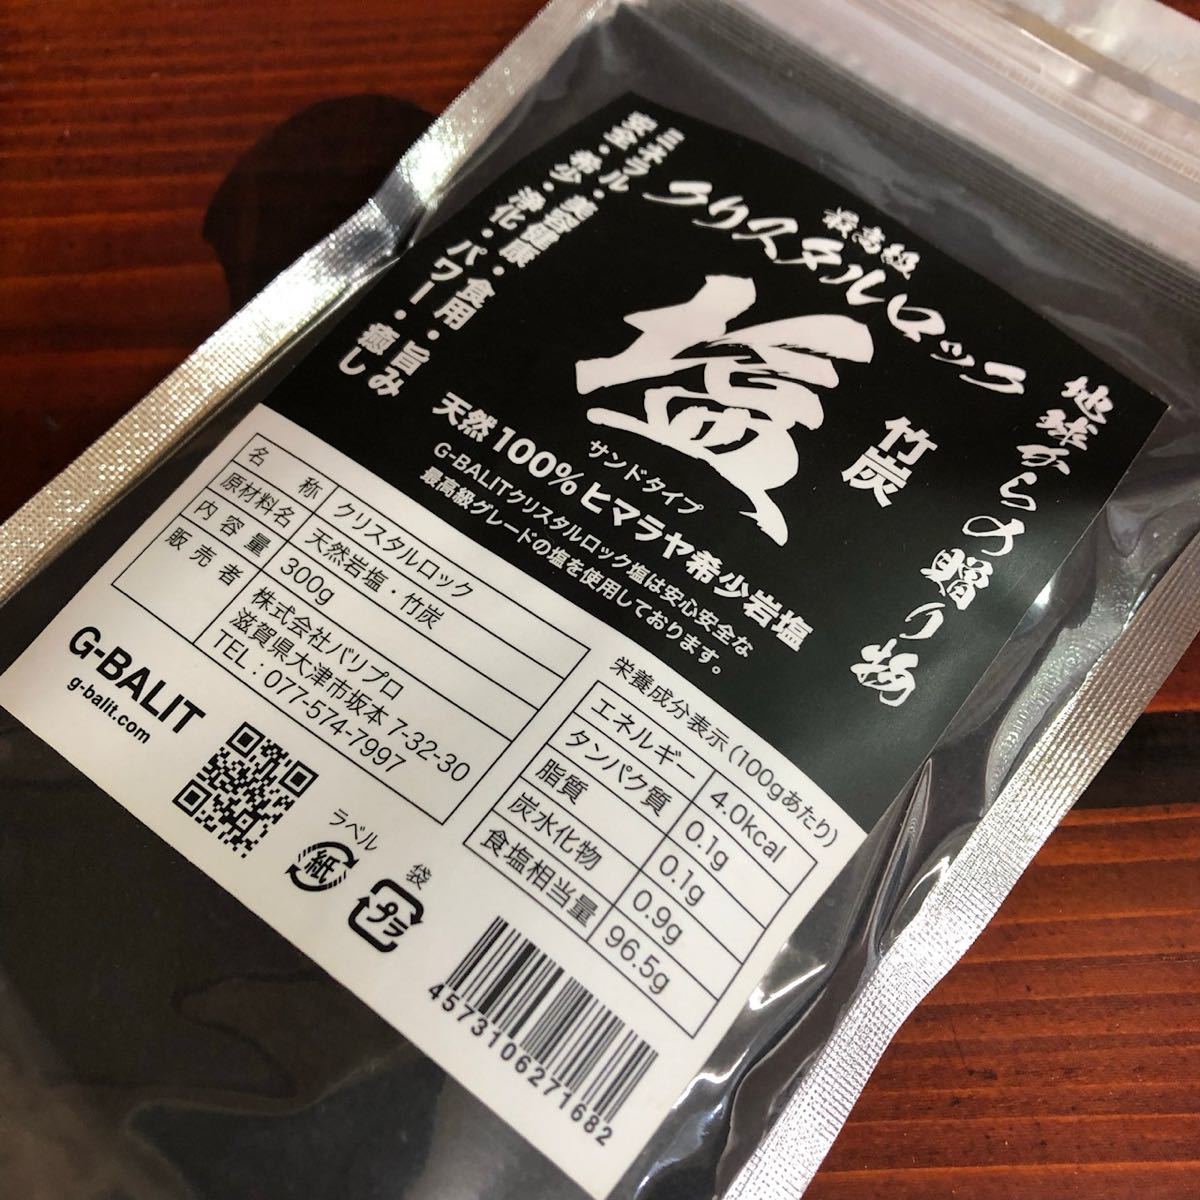 地球からの贈り物
最高級
クリスタルロック
竹炭
塩
ミネラル・美容健康・食用・旨み
安全・希少・浄化・パワー・癒し
サンドタイプ
天然100%ヒマラヤ希少岩塩
G-BALITクリスタルロック塩は安心安全な
最高級グレードの塩を使用しております。
名称 クリスタルロック
原材料名 天然岩塩・竹炭
内容量 300g
販売者 株式会社バリプロ
滋賀県大津市坂本7-32-30
TEL:077-574-7997
G-BALIT
g-balit.com
ラベル
紙
袋
プラ
栄養成分表示(100gあたり)
エネルギー 4.0kcal
タンパク質 0.1g
脂質 0.1g
炭水化物 0.9g
食塩相当量 96.5g
4573106271682